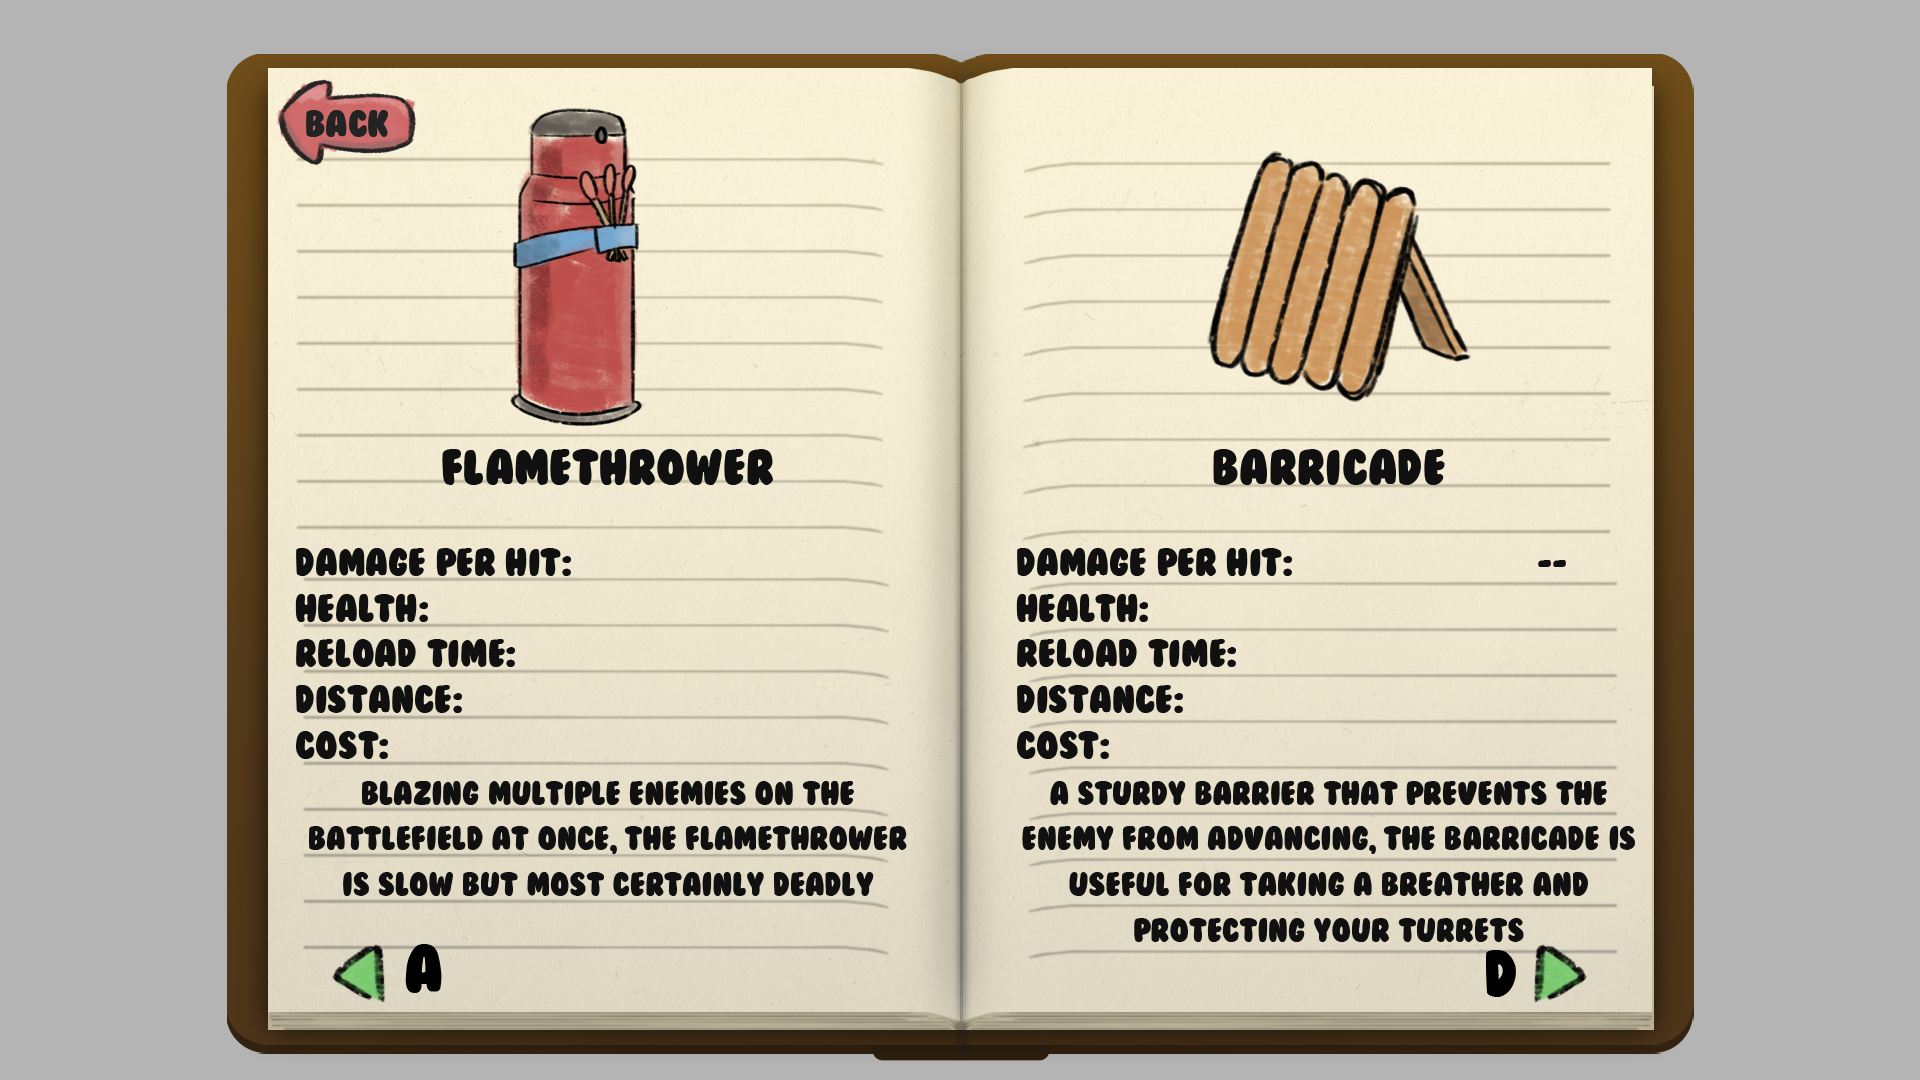 BACK
FLAMETHROWER
DAMAGE PER HIT:
HEALTH:
RELOAD TIME:
DISTANCE:
COST:
BLAZING MULTIPLE ENEMIES ON THE
BATTLEFIELD AT ONCE, THE FLAMETHROWER
IS SLOW BUT MOST CERTAINLY DEADLY
A
BARRICADE
DAMAGE PER HIT: --
HEALTH:
RELOAD TIME:
DISTANCE:
COST:
A STURDY BARRIER THAT PREVENTS THE
ENEMY FROM ADVANCING, THE BARRICADE IS
USEFUL FOR TAKING A BREATHER AND
PROTECTING YOUR TURRETS
D